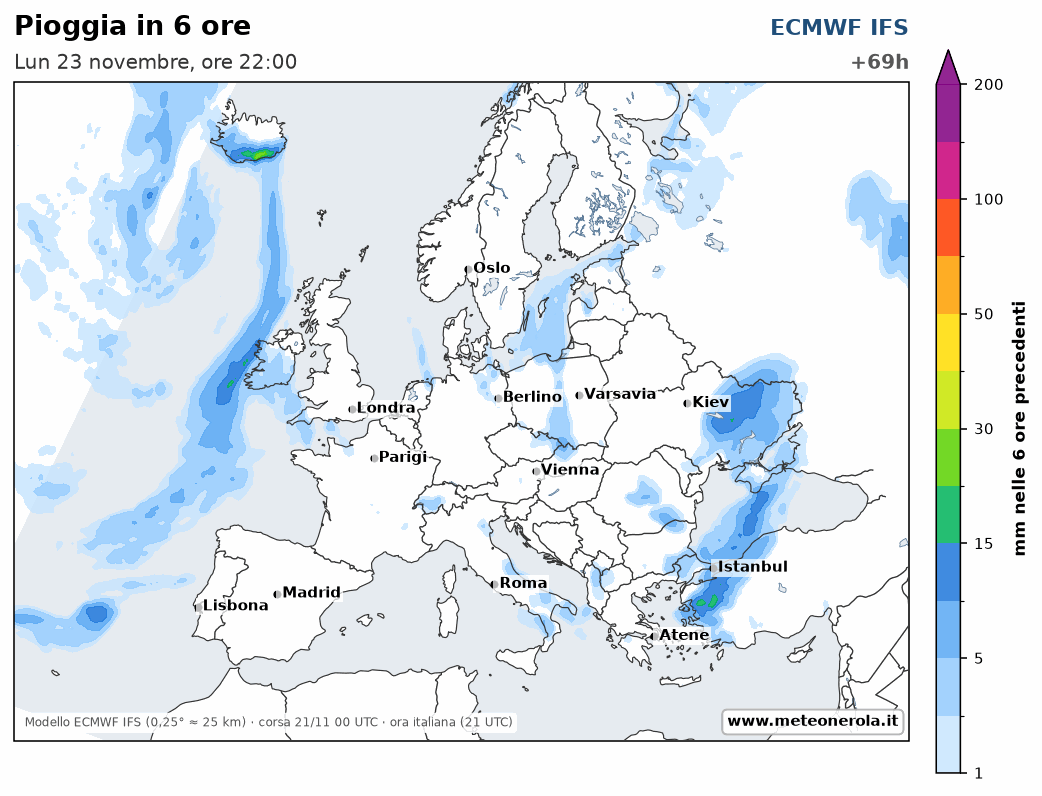 Pioggia in 6 ore
ECMWF IFS
Lun 23 novembre, ore 22:00
+69h
200
100
50
30
15
5
1
mm nelle 6 ore precedenti
Oslo
Berlino
Varsavia
Kiev
Londra
Parigi
Vienna
Istanbul
Roma
Madrid
Lisbona
Atene
Modello ECMWF IFS (0,25° ≈ 25 km) · corsa 21/11 00 UTC · ora italiana (21 UTC)
www.meteonerola.it